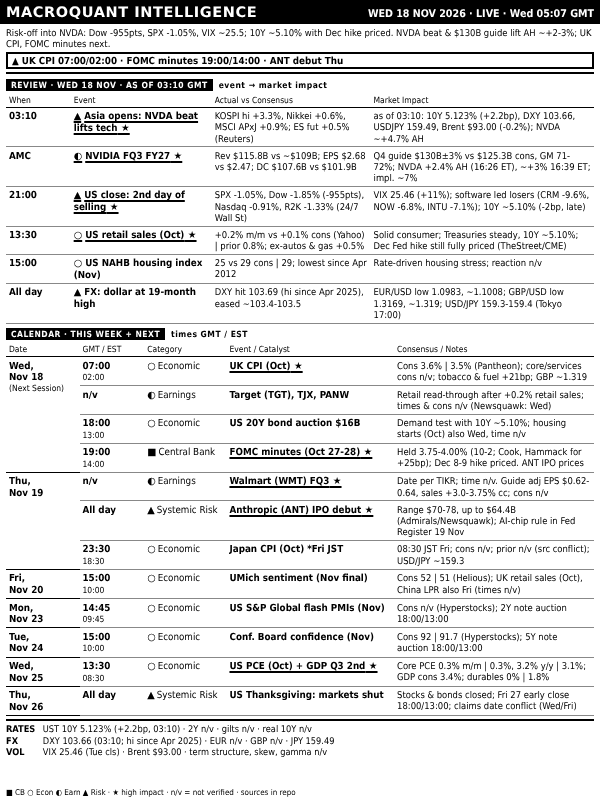 MACROQUANT INTELLIGENCE WED 18 NOV 2026 · LIVE · Wed 05:07 GMT
Risk-off into NVDA: Dow -955pts, SPX -1.05%, VIX ~25.5; 10Y ~5.10% with Dec hike priced. NVDA beat & $130B guide lift AH ~+2-3%; UK
CPI, FOMC minutes next.
▲ UK CPI 07:00/02:00 · FOMC minutes 19:00/14:00 · ANT debut Thu
REVIEW · WED 18 NOV · AS OF 03:10 GMT event → market impact
When Event Actual vs Consensus Market Impact
03:10 ▲ Asia opens: NVDA beat KOSPI hi +3.3%, Nikkei +0.6%, as of 03:10: 10Y 5.123% (+2.2bp), DXY 103.66,
lifts tech ★ MSCI APxJ +0.9%; ES fut +0.5% USDJPY 159.49, Brent $93.00 (-0.2%); NVDA
(Reuters) ~+4.7% AH
AMC ◐ NVIDIA FQ3 FY27 ★ Rev $115.8B vs ~$109B; EPS $2.68 Q4 guide $130B±3% vs $125.3B cons, GM 71-
vs $2.47; DC $107.6B vs $101.9B 72%; NVDA +2.4% AH (16:26 ET), ~+3% 16:39 ET;
impl. ~7%
21:00 ▲ US close: 2nd day of SPX -1.05%, Dow -1.85% (-955pts), VIX 25.46 (+11%); software led losers (CRM -9.6%,
selling ★ Nasdaq -0.91%, R2K -1.33% (24/7 NOW -6.8%, INTU -7.1%); 10Y ~5.10% (-2bp, late)
Wall St)
13:30 ○ US retail sales (Oct) ★ +0.2% m/m vs +0.1% cons (Yahoo) Solid consumer; Treasuries steady, 10Y ~5.10%;
| prior 0.8%; ex-autos & gas +0.5% Dec Fed hike still fully priced (TheStreet/CME)
15:00 ○ US NAHB housing index 25 vs 29 cons | 29; lowest since Apr Rate-driven housing stress; reaction n/v
(Nov) 2012
All day ▲ FX: dollar at 19-month DXY hit 103.69 (hi since Apr 2025), EUR/USD low 1.0983, ~1.1008; GBP/USD low
high eased ~103.4-103.5 1.3169, ~1.319; USD/JPY 159.3-159.4 (Tokyo
17:00)
CALENDAR · THIS WEEK + NEXT times GMT / EST
Date GMT / EST Category Event / Catalyst Consensus / Notes
Wed, 07:00 ○ Economic UK CPI (Oct) ★ Cons 3.6% | 3.5% (Pantheon); core/services
Nov 18 02:00 cons n/v; tobacco & fuel +21bp; GBP ~1.319
(Next Session)
n/v ◐ Earnings Target (TGT), TJX, PANW Retail read-through after +0.2% retail sales;
times & cons n/v (Newsquawk: Wed)
18:00 ○ Economic US 20Y bond auction $16B Demand test with 10Y ~5.10%; housing
13:00 starts (Oct) also Wed, time n/v
19:00 ■ Central Bank FOMC minutes (Oct 27-28) ★ Held 3.75-4.00% (10-2; Cook, Hammack for
14:00 +25bp); Dec 8-9 hike priced. ANT IPO prices
Thu, n/v ◐ Earnings Walmart (WMT) FQ3 ★ Date per TIKR; time n/v. Guide adj EPS $0.62-
Nov 19 0.64, sales +3.0-3.75% cc; cons n/v
All day ▲ Systemic Risk Anthropic (ANT) IPO debut ★ Range $70-78, up to $64.4B
(Admirals/Newsquawk); AI-chip rule in Fed
Register 19 Nov
23:30 ○ Economic Japan CPI (Oct) *Fri JST 08:30 JST Fri; cons n/v; prior n/v (src conflict);
18:30 USD/JPY ~159.3
Fri, 15:00 ○ Economic UMich sentiment (Nov final) Cons 52 | 51 (Helious); UK retail sales (Oct),
Nov 20 10:00 China LPR also Fri (times n/v)
Mon, 14:45 ○ Economic US S&P Global flash PMIs (Nov) Cons n/v (Hyperstocks); 2Y note auction
Nov 23 09:45 18:00/13:00
Tue, 15:00 ○ Economic Conf. Board confidence (Nov) Cons 92 | 91.7 (Hyperstocks); 5Y note
Nov 24 10:00 auction 18:00/13:00
Wed, 13:30 ○ Economic US PCE (Oct) + GDP Q3 2nd ★ Core PCE 0.3% m/m | 0.3%, 3.2% y/y | 3.1%;
Nov 25 08:30 GDP cons 3.4%; durables 0% | 1.8%
Thu, All day ▲ Systemic Risk US Thanksgiving: markets shut Stocks & bonds closed; Fri 27 early close
Nov 26 18:00/13:00; claims date conflict (Wed/Fri)
RATES UST 10Y 5.123% (+2.2bp, 03:10) · 2Y n/v · gilts n/v · real 10Y n/v
FX DXY 103.66 (03:10; hi since Apr 2025) · EUR n/v · GBP n/v · JPY 159.49
VOL VIX 25.46 (Tue cls) · Brent $93.00 · term structure, skew, gamma n/v
■ CB ○ Econ ◐ Earn ▲ Risk · ★ high impact · n/v = not verified · sources in repo